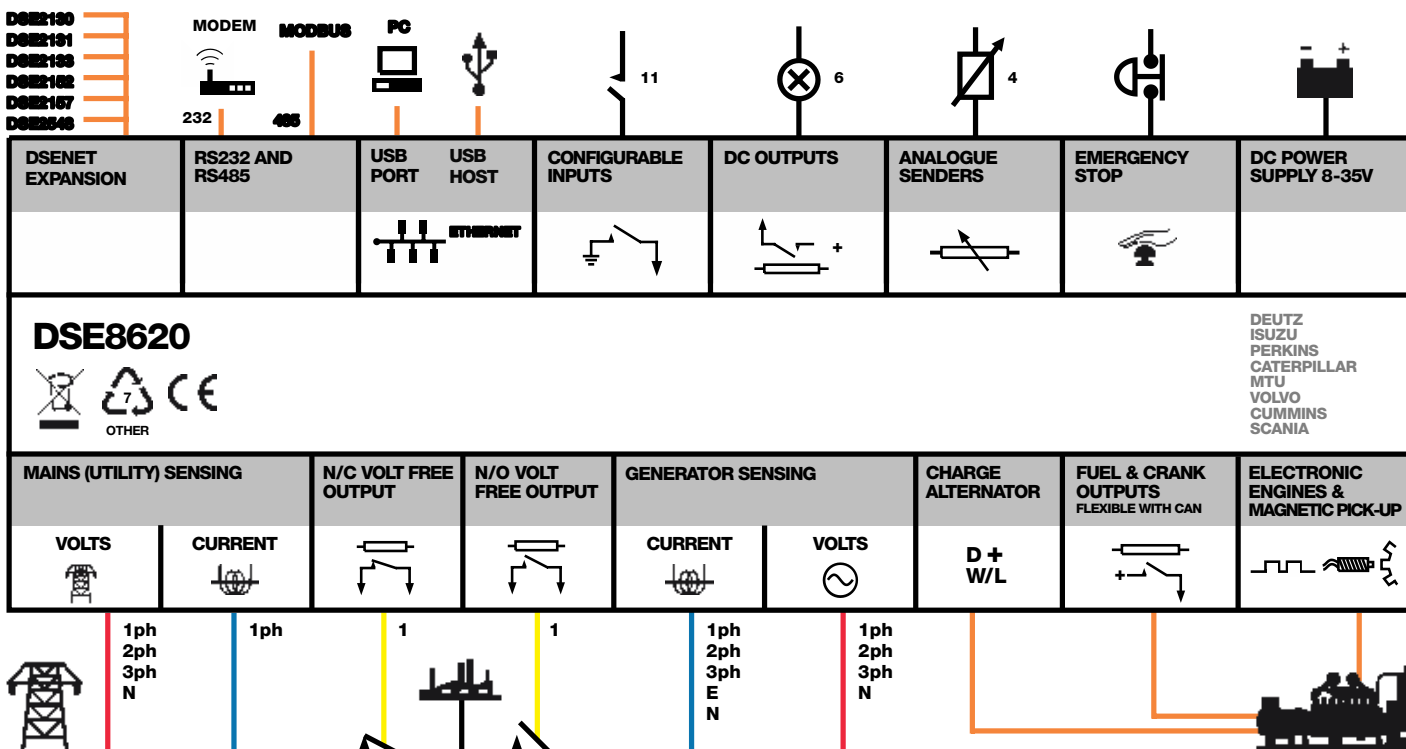 DSE2130
DSE2131
DSE2133
DSE2152
DSE2157
DSE2548
MODEM
232
MODBUS
485
PC
11
6
4
- +
DSENET
EXPANSION
RS232 AND
RS485
USB
PORT
USB
HOST
CONFIGURABLE
INPUTS
DC OUTPUTS
ANALOGUE
SENDERS
EMERGENCY
STOP
DC POWER
SUPPLY 8-35V
ETHERNET
+
DSE8620
7
OTHER
CE
DEUTZ
ISUZU
PERKINS
CATERPILLAR
MTU
VOLVO
CUMMINS
SCANIA
MAINS (UTILITY) SENSING
N/C VOLT FREE
OUTPUT
N/O VOLT
FREE OUTPUT
GENERATOR SENSING
CHARGE
ALTERNATOR
FUEL & CRANK
OUTPUTS
FLEXIBLE WITH CAN
ELECTRONIC
ENGINES &
MAGNETIC PICK-UP
VOLTS
CURRENT
CURRENT
VOLTS
D +
W/L
+
1ph
2ph
3ph
N
1ph
1
1
1ph
2ph
3ph
E
N
1ph
2ph
3ph
N